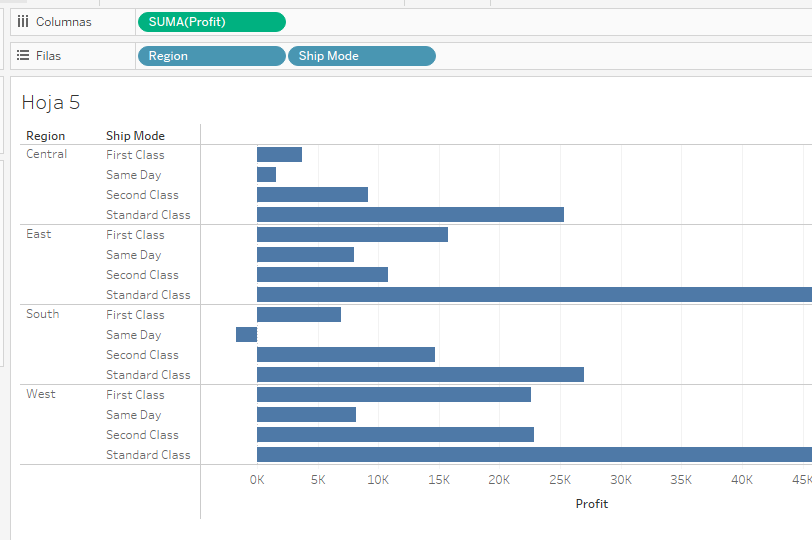 Columnas SUMA(Profit)
Filas Region Ship Mode
Hoja 5
Region Ship Mode
Central First Class
Same Day
Second Class
Standard Class
East First Class
Same Day
Second Class
Standard Class
South First Class
Same Day
Second Class
Standard Class
West First Class
Same Day
Second Class
Standard Class
0K 5K 10K 15K 20K 25K 30K 35K 40K 45K
Profit